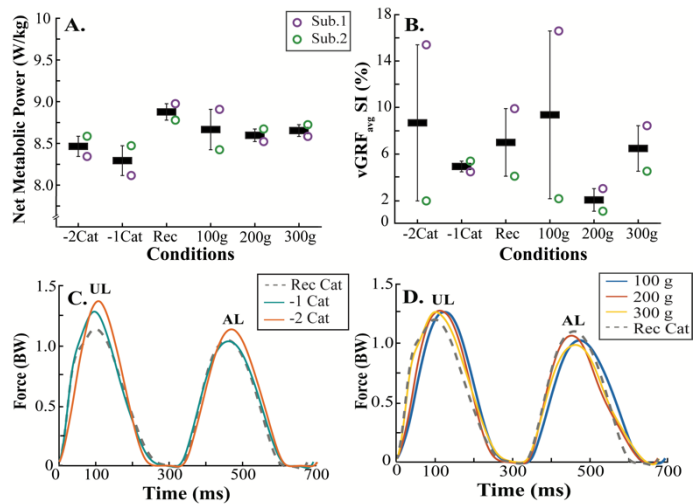 A.
Sub.1
Sub.2
Net Metabolic Power (W/kg)
10
9.5
9.0
8.5
8.0
-2Cat -1Cat Rec 100g 200g 300g
Conditions
B.
vGRFavg SI (%)
18
16
12
8
6
4
2
0
-2Cat
-1Cat
Rec
100g
200g
300g
Conditions
C.
UL
AL
Rec Cat
-1 Cat
-2 Cat
Force (BW)
1.5
1.0
0.5
0
0 100 300 500 700
Time (ms)
D.
UL
AL
100 g
200 g
300 g
Rec Cat
Force (BW)
1.5
1.0
0.5
0
0 100 300 500 700
Time (ms)